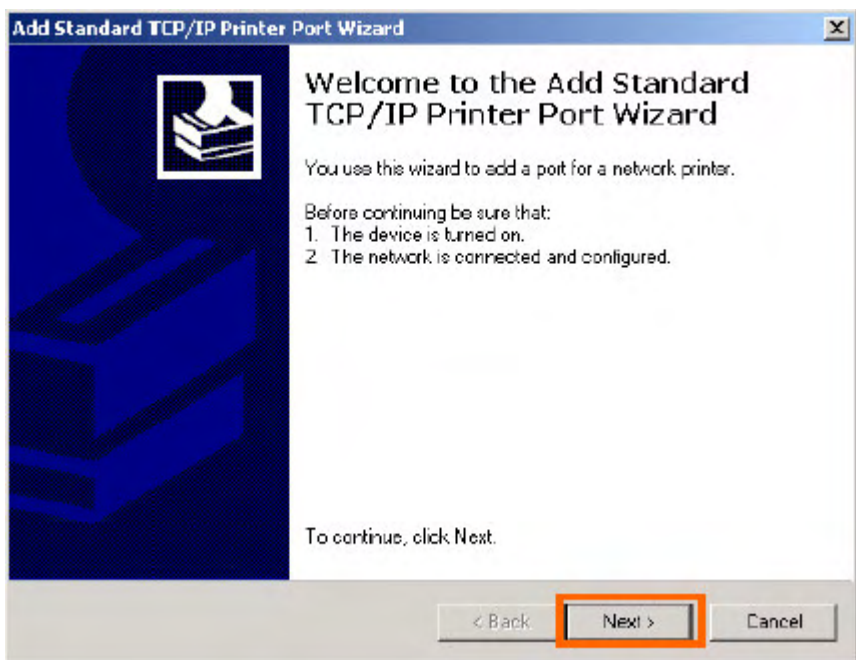 Add Standard TCP/IP Printer Port Wizard
Welcome to the Add Standard
TCP/IP Printer Port Wizard
You use this wizard to add a port for a network printer.
Before continuing be sure that:
1. The device is turned on.
2 The network is connected and configured.
To continue, click Next.
< Back
Next >
Cancel